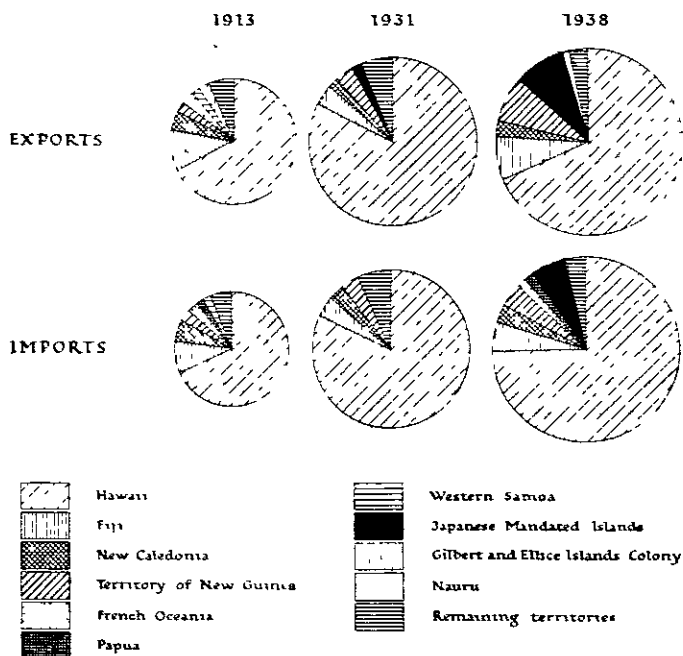 1913 1931 1938
EXPORTS
IMPORTS
Hawaii
Fiji
New Caledonia
Territory of New Guinea
French Oceania
Papua
Western Samoa
Japanese Mandated Islands
Gilbert and Ellice Islands Colony
Nauru
Remaining territories